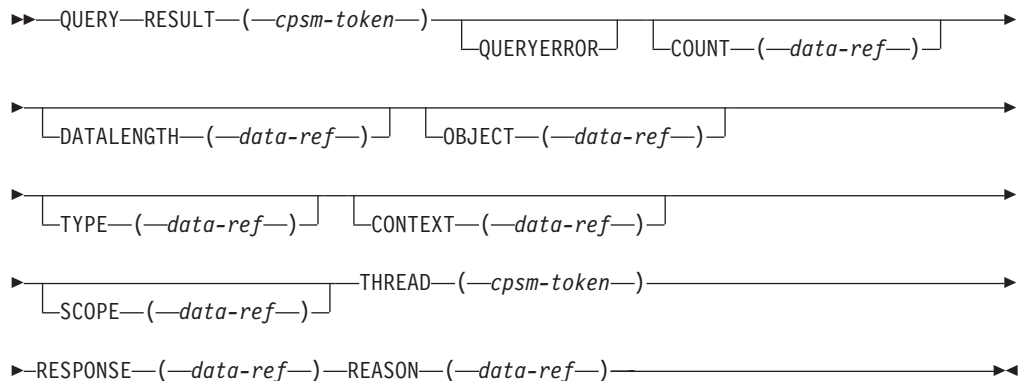 QUERY RESULT ( cpsm-token )
QUERYERROR COUNT ( data-ref )
DATALENGTH ( data-ref ) OBJECT ( data-ref )
TYPE ( data-ref ) CONTEXT ( data-ref )
THREAD ( cpsm-token )
SCOPE ( data-ref )
RESPONSE ( data-ref ) REASON ( data-ref )